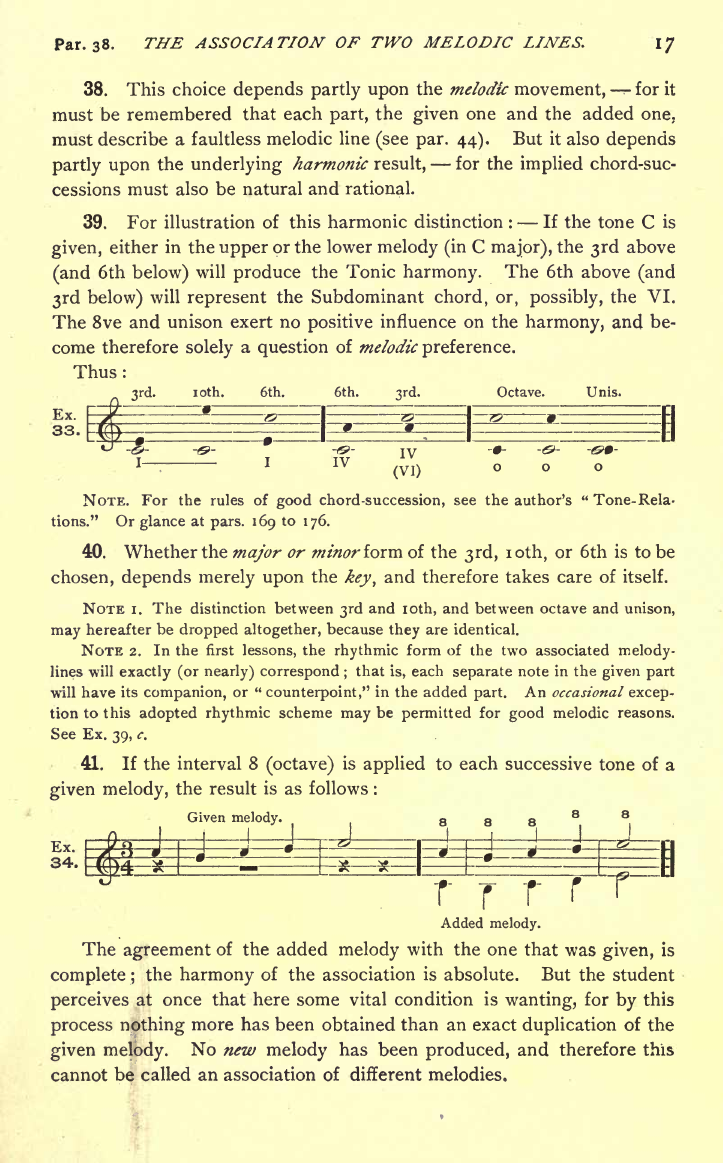 Par. 38. THE ASSOCIATION OF TWO MELODIC LINES. 17
38. This choice depends partly upon the melodic movement, — for it
must be remembered that each part, the given one and the added one,
must describe a faultless melodic line (see par. 44). But it also depends
partly upon the underlying harmonic result, — for the implied chord-suc-
cessions must also be natural and rational.
39. For illustration of this harmonic distinction : — If the tone C is
given, either in the upper or the lower melody (in C major), the 3rd above
(and 6th below) will produce the Tonic harmony. The 6th above (and
3rd below) will represent the Subdominant chord, or, possibly, the VI.
The 8ve and unison exert no positive influence on the harmony, and be-
come therefore solely a question of melodic preference.
Thus :
3rd. 10th. 6th. 6th. 3rd. Octave. Unis.
Ex.
33.
I I IV IV o o o
(VI)
NOTE. For the rules of good chord-succession, see the author's “ Tone-Rela-
tions.” Or glance at pars. 169 to 176.
40. Whether the major or minor form of the 3rd, 10th, or 6th is to be
chosen, depends merely upon the key, and therefore takes care of itself.
NOTE 1. The distinction between 3rd and 10th, and between octave and unison,
may hereafter be dropped altogether, because they are identical.
NOTE 2. In the first lessons, the rhythmic form of the two associated melody-
lines will exactly (or nearly) correspond ; that is, each separate note in the given part
will have its companion, or “ counterpoint,” in the added part. An occasional excep-
tion to this adopted rhythmic scheme may be permitted for good melodic reasons.
See Ex. 39, c.
41. If the interval 8 (octave) is applied to each successive tone of a
given melody, the result is as follows :
Given melody. 8 8 8 8 8
Ex.
34.
3
4
Added melody.
The agreement of the added melody with the one that was given, is
complete ; the harmony of the association is absolute. But the student
perceives at once that here some vital condition is wanting, for by this
process nothing more has been obtained than an exact duplication of the
given melody. No new melody has been produced, and therefore this
cannot be called an association of different melodies.